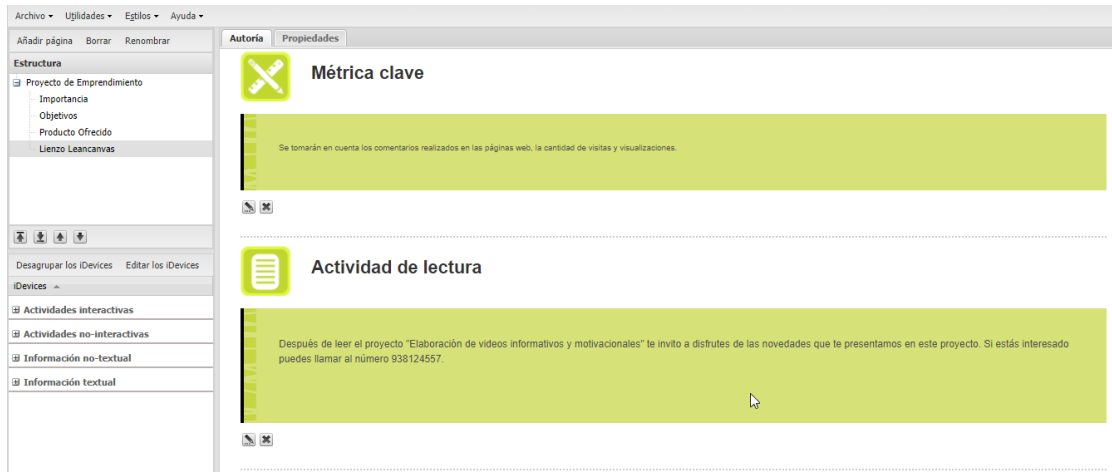 Archivo Utilidades Estilos Ayuda
Añadir página Borrar Renombrar
Estructura
Proyecto de Emprendimiento
Importancia
Objetivos
Producto Ofrecido
Lienzo Leancanvas
Desagrupar los iDevices Editar los iDevices
iDevices
Actividades interactivas
Actividades no-interactivas
Información no-textual
Información textual
Autoría Propiedades
Métrica clave
Se tomarán en cuenta los comentarios realizados en las páginas web, la cantidad de visitas y visualizaciones.
Actividad de lectura
Después de leer el proyecto "Elaboración de videos informativos y motivacionales" te invito a disfrutes de las novedades que te presentamos en este proyecto. Si estás interesado
puedes llamar al número 938124557.